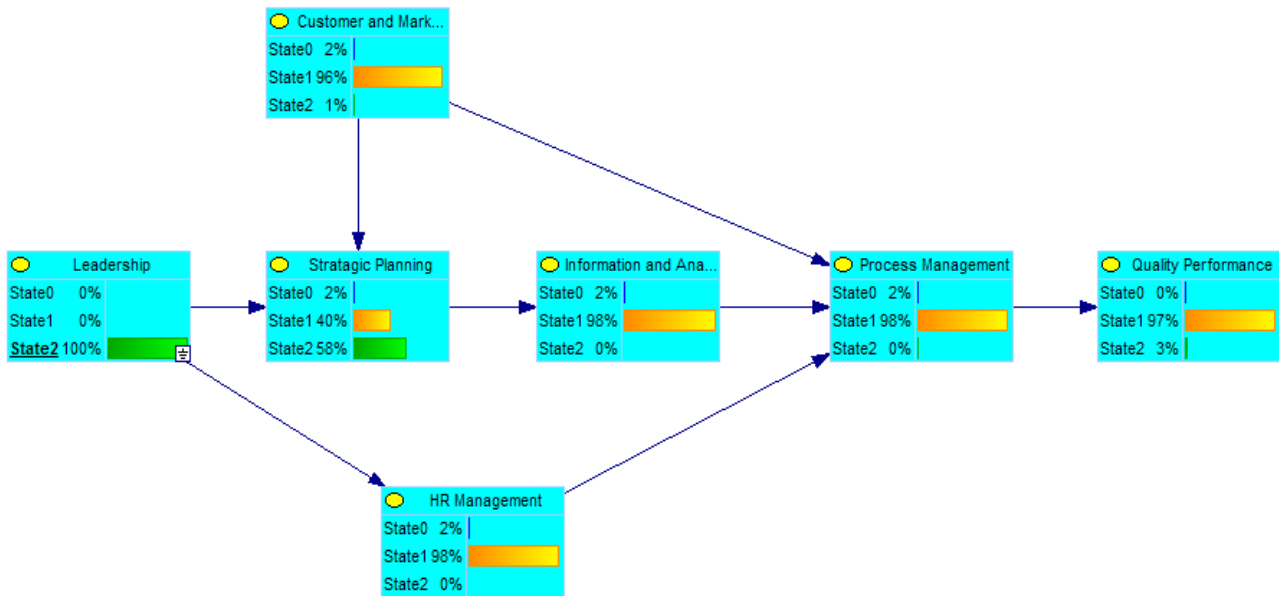 Customer and Mark...
State0 2%
State1 96%
State2 1%
Leadership
State0 0%
State1 0%
State2 100%
Stratagic Planning
State0 2%
State1 40%
State2 58%
Information and Ana...
State0 2%
State1 98%
State2 0%
Process Management
State0 2%
State1 98%
State2 0%
Quality Performance
State0 0%
State1 97%
State2 3%
HR Management
State0 2%
State1 98%
State2 0%